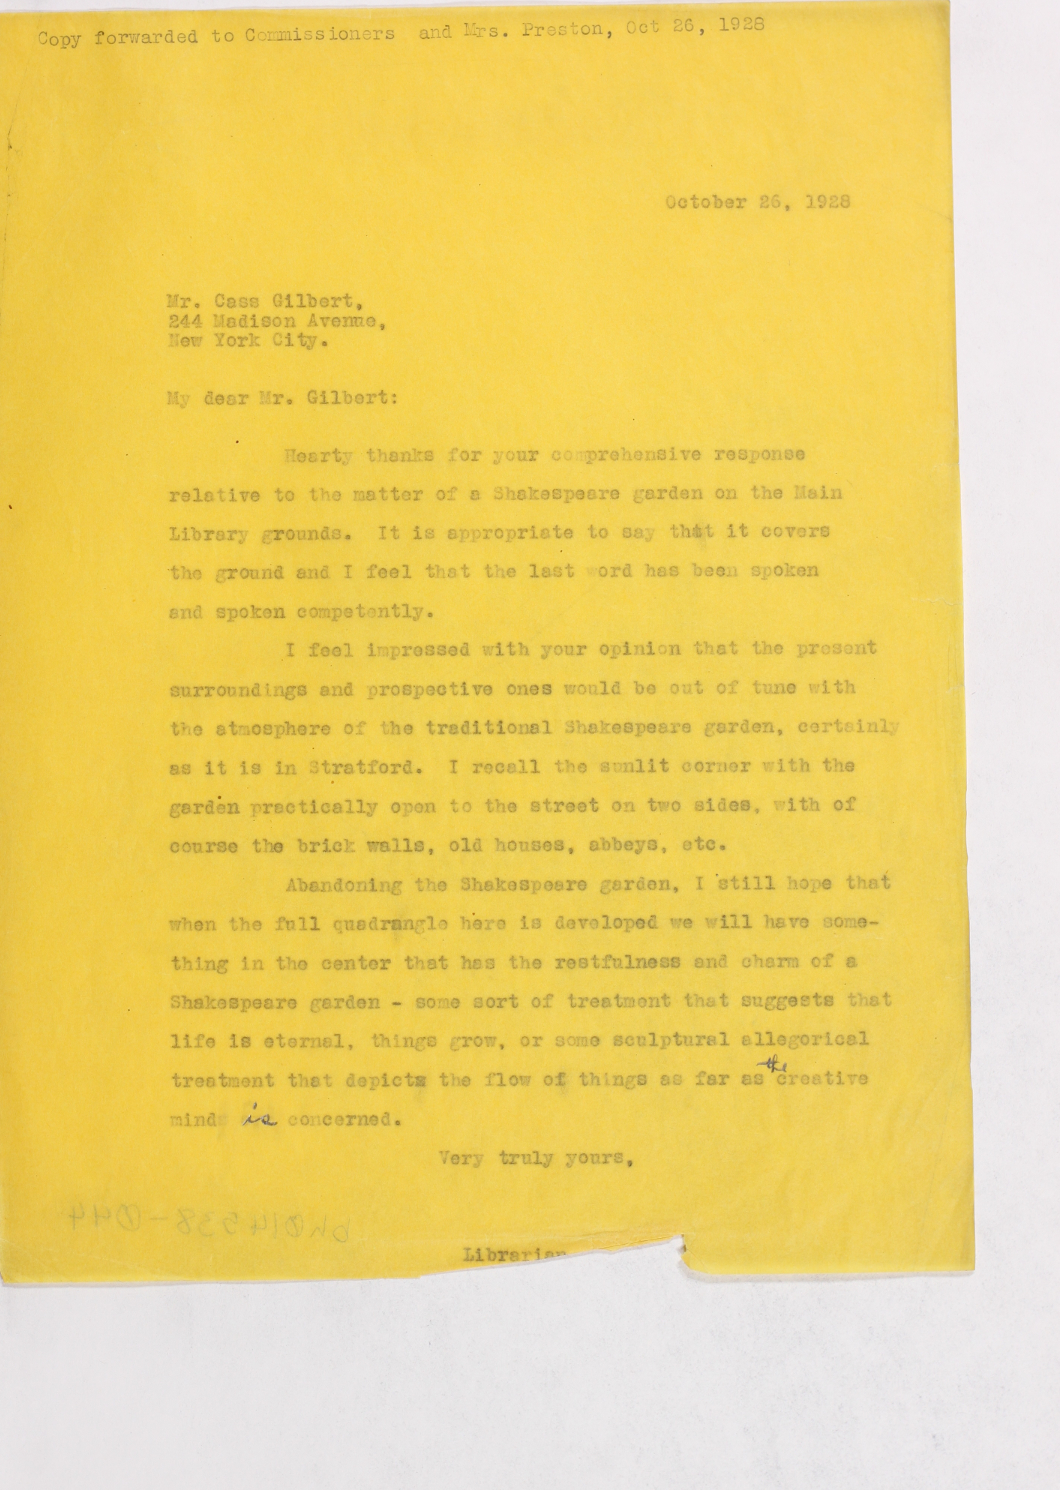 Copy forwarded to Commissioners and Mrs. Preston, Oct 26, 1928
October 26, 1928
Mr. Cass Gilbert,
244 Madison Avenue,
New York City.
My dear Mr. Gilbert:
Hearty thanks for your comprehensive response
relative to the matter of a Shakespeare garden on the Main
Library grounds. It is appropriate to say that it covers
the ground and I feel that the last word has been spoken
and spoken competently.
I feel impressed with your opinion that the present
surroundings and prospective ones would be out of tune with
the atmosphere of the traditional Shakespeare garden, certainly
as it is in Stratford. I recall the sunlit corner with the
garden practically open to the street on two sides, with of
course the brick walls, old houses, abbeys, etc.
Abandoning the Shakespeare garden, I still hope that
when the full quadrangle here is developed we will have some-
thing in the center that has the restfulness and charm of a
Shakespeare garden - some sort of treatment that suggests that
life is eternal, things grow, or some sculptural allegorical
treatment that depicts the flow of things as far as the creative
mind is concerned.
Very truly yours,
Librarian